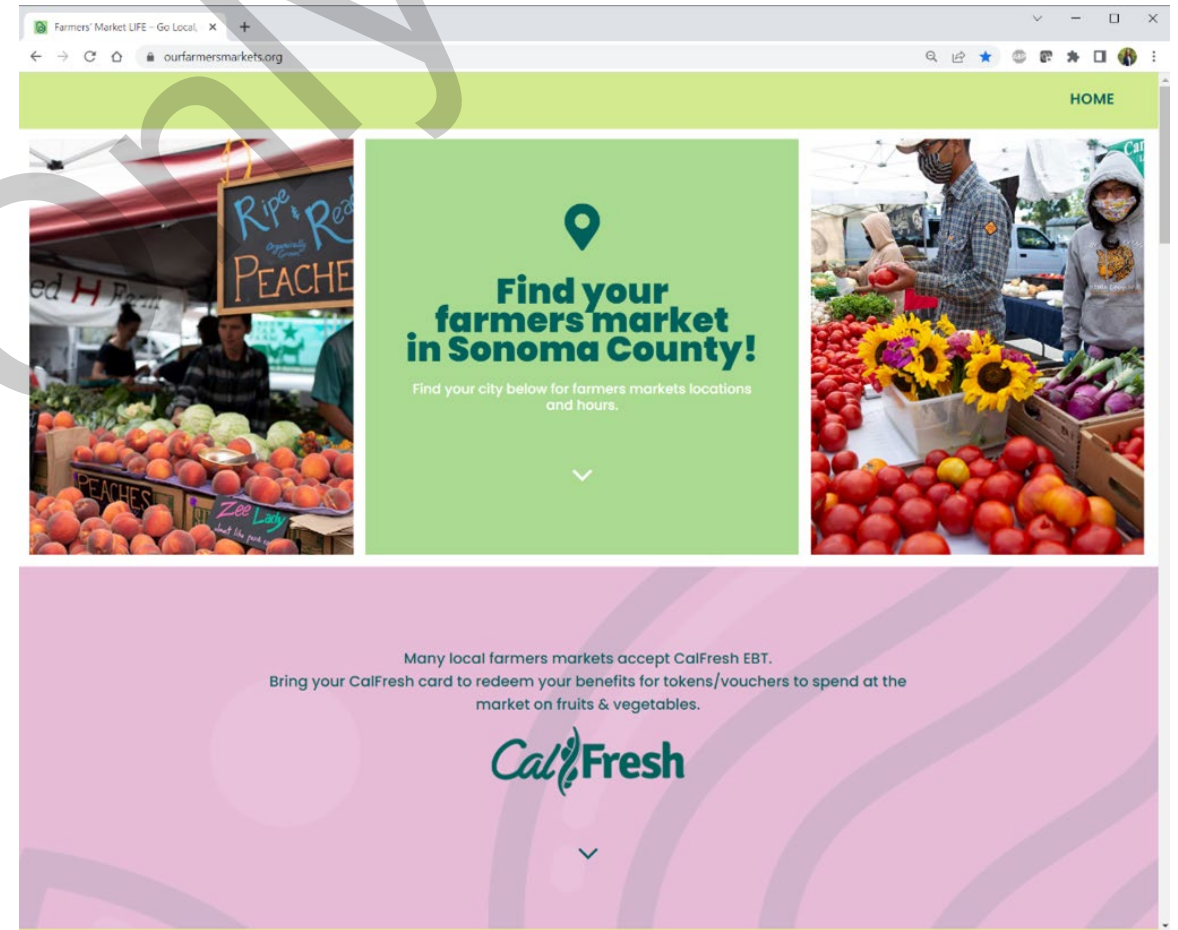 Farmers' Market LIFE – Go Local,
ourfarmersmarkets.org
HOME
Ripe &
Organically
Grown
PEACHE
H Farm
PEACHES
Zee Lady
Find your
farmers market
in Sonoma County!
Find your city below for farmers markets locations
and hours.
Many local farmers markets accept CalFresh EBT.
Bring your CalFresh card to redeem your benefits for tokens/vouchers to spend at the
market on fruits & vegetables.
CalFresh